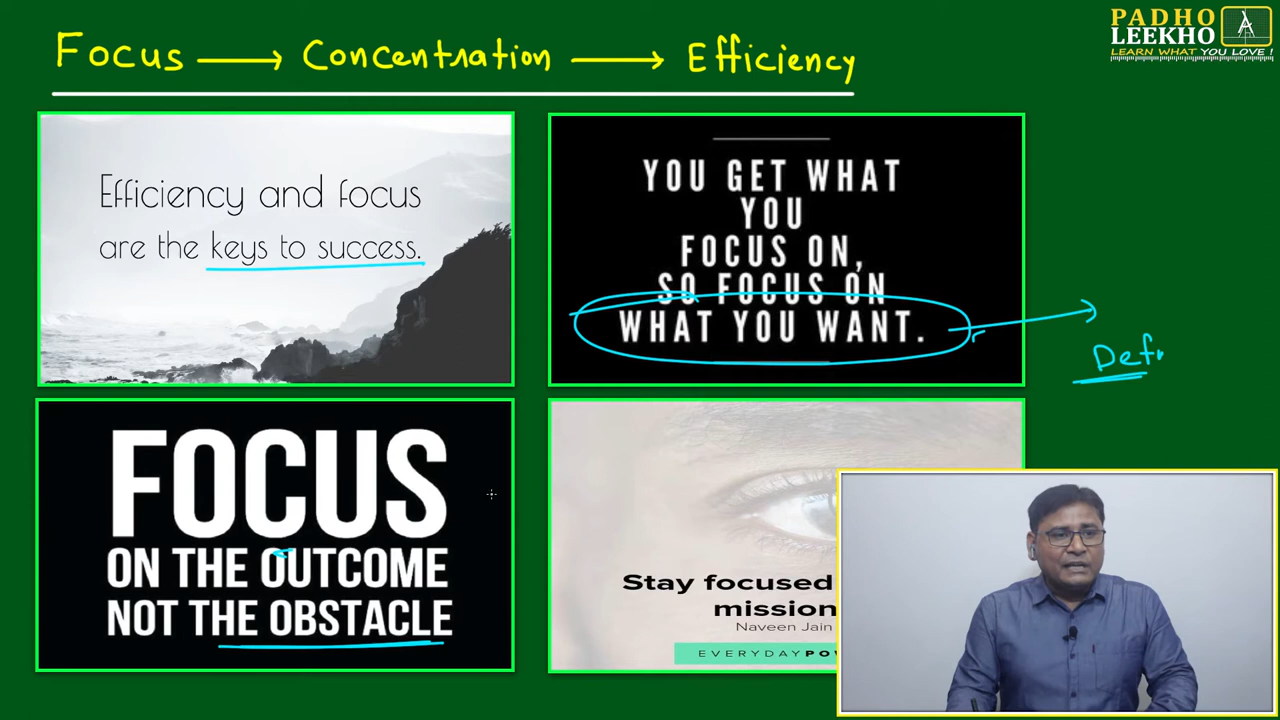 Focus → Concentration → Efficiency
PADHO
LEEKHO
LEARN WHAT YOU LOVE !
Efficiency and focus
are the keys to success.
YOU GET WHAT
YOU
FOCUS ON,
SO FOCUS ON
WHAT YOU WANT.
FOCUS
ON THE OUTCOME
NOT THE OBSTACLE
Stay focused
mission
Naveen Jain
EVERYDAYPO